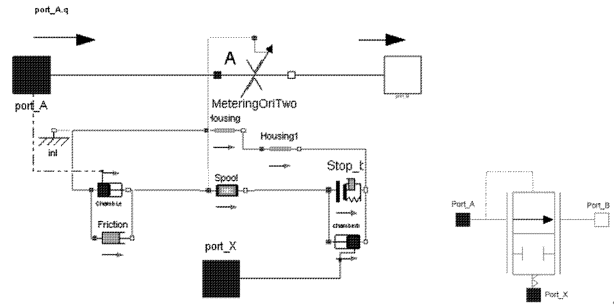 port_A.q
A
port_A
MeteringOriTwo
Housing
Housing1
inl
Stop_b
Spool
Friction
port_X
Port_A
Port_B
Port_X